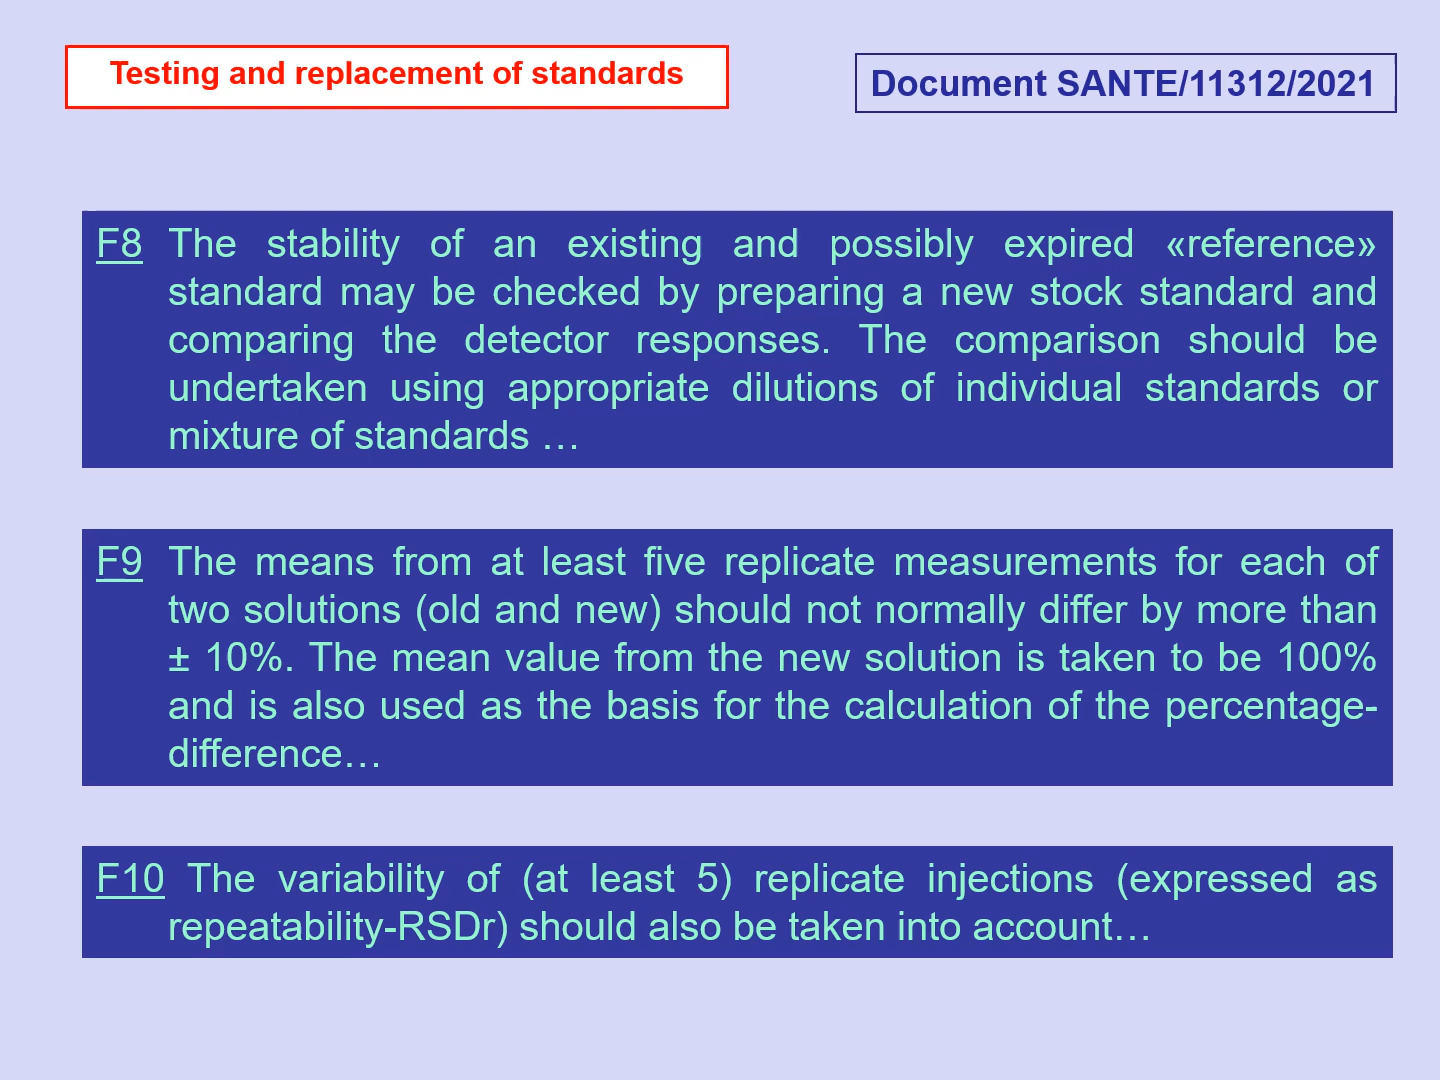 Testing and replacement of standards
Document SANTE/11312/2021
F8 The stability of an existing and possibly expired «reference»
standard may be checked by preparing a new stock standard and
comparing the detector responses. The comparison should be
undertaken using appropriate dilutions of individual standards or
mixture of standards …
F9 The means from at least five replicate measurements for each of
two solutions (old and new) should not normally differ by more than
± 10%. The mean value from the new solution is taken to be 100%
and is also used as the basis for the calculation of the percentage-
difference…
F10 The variability of (at least 5) replicate injections (expressed as
repeatability-RSDr) should also be taken into account…